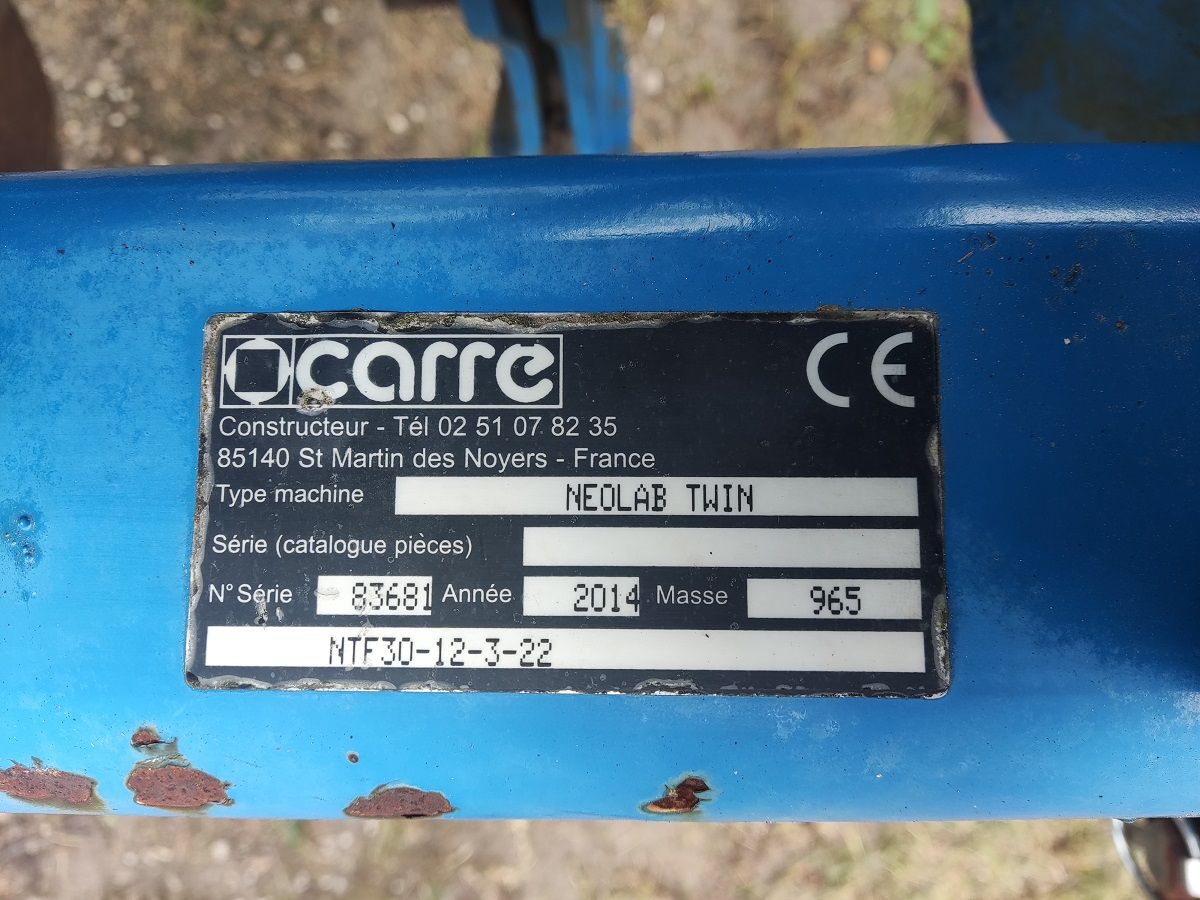 carre CE
Constructeur - Tél 02 51 07 82 35
85140 St Martin des Noyers - France
Type machine NEOLAB TWIN
Série (catalogue pièces)
N° Série 83681 Année 2014 Masse 965
NTF30-12-3-22